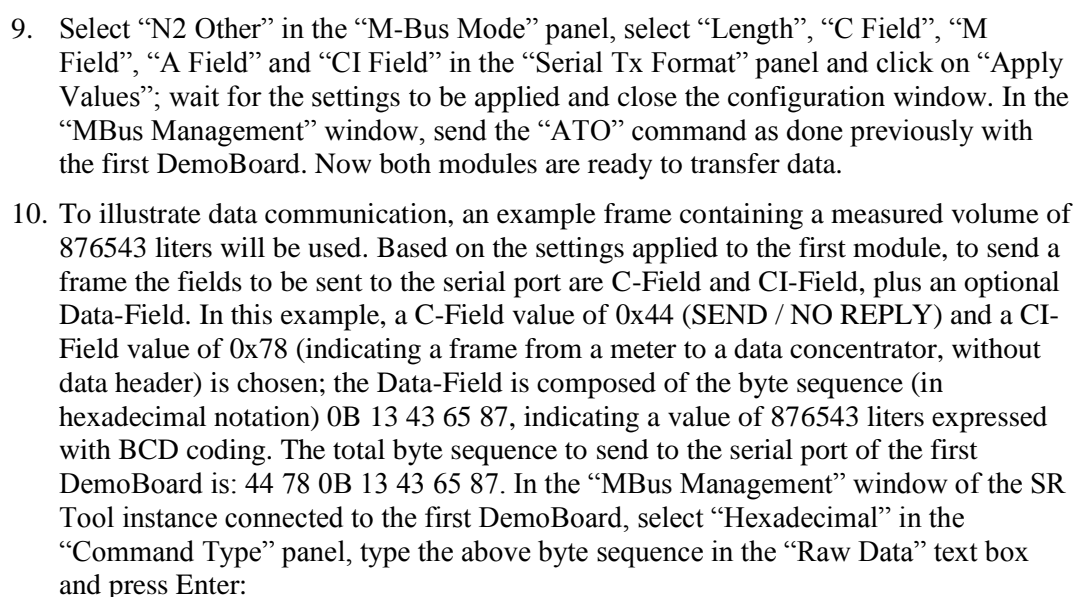 9. Select “N2 Other” in the “M-Bus Mode” panel, select “Length”, “C Field”, “M
Field”, “A Field” and “CI Field” in the “Serial Tx Format” panel and click on “Apply
Values”; wait for the settings to be applied and close the configuration window. In the
“MBus Management” window, send the “ATO” command as done previously with
the first DemoBoard. Now both modules are ready to transfer data.
10. To illustrate data communication, an example frame containing a measured volume of
876543 liters will be used. Based on the settings applied to the first module, to send a
frame the fields to be sent to the serial port are C-Field and CI-Field, plus an optional
Data-Field. In this example, a C-Field value of 0x44 (SEND / NO REPLY) and a CI-
Field value of 0x78 (indicating a frame from a meter to a data concentrator, without
data header) is chosen; the Data-Field is composed of the byte sequence (in
hexadecimal notation) 0B 13 43 65 87, indicating a value of 876543 liters expressed
with BCD coding. The total byte sequence to send to the serial port of the first
DemoBoard is: 44 78 0B 13 43 65 87. In the “MBus Management” window of the SR
Tool instance connected to the first DemoBoard, select “Hexadecimal” in the
“Command Type” panel, type the above byte sequence in the “Raw Data” text box
and press Enter: